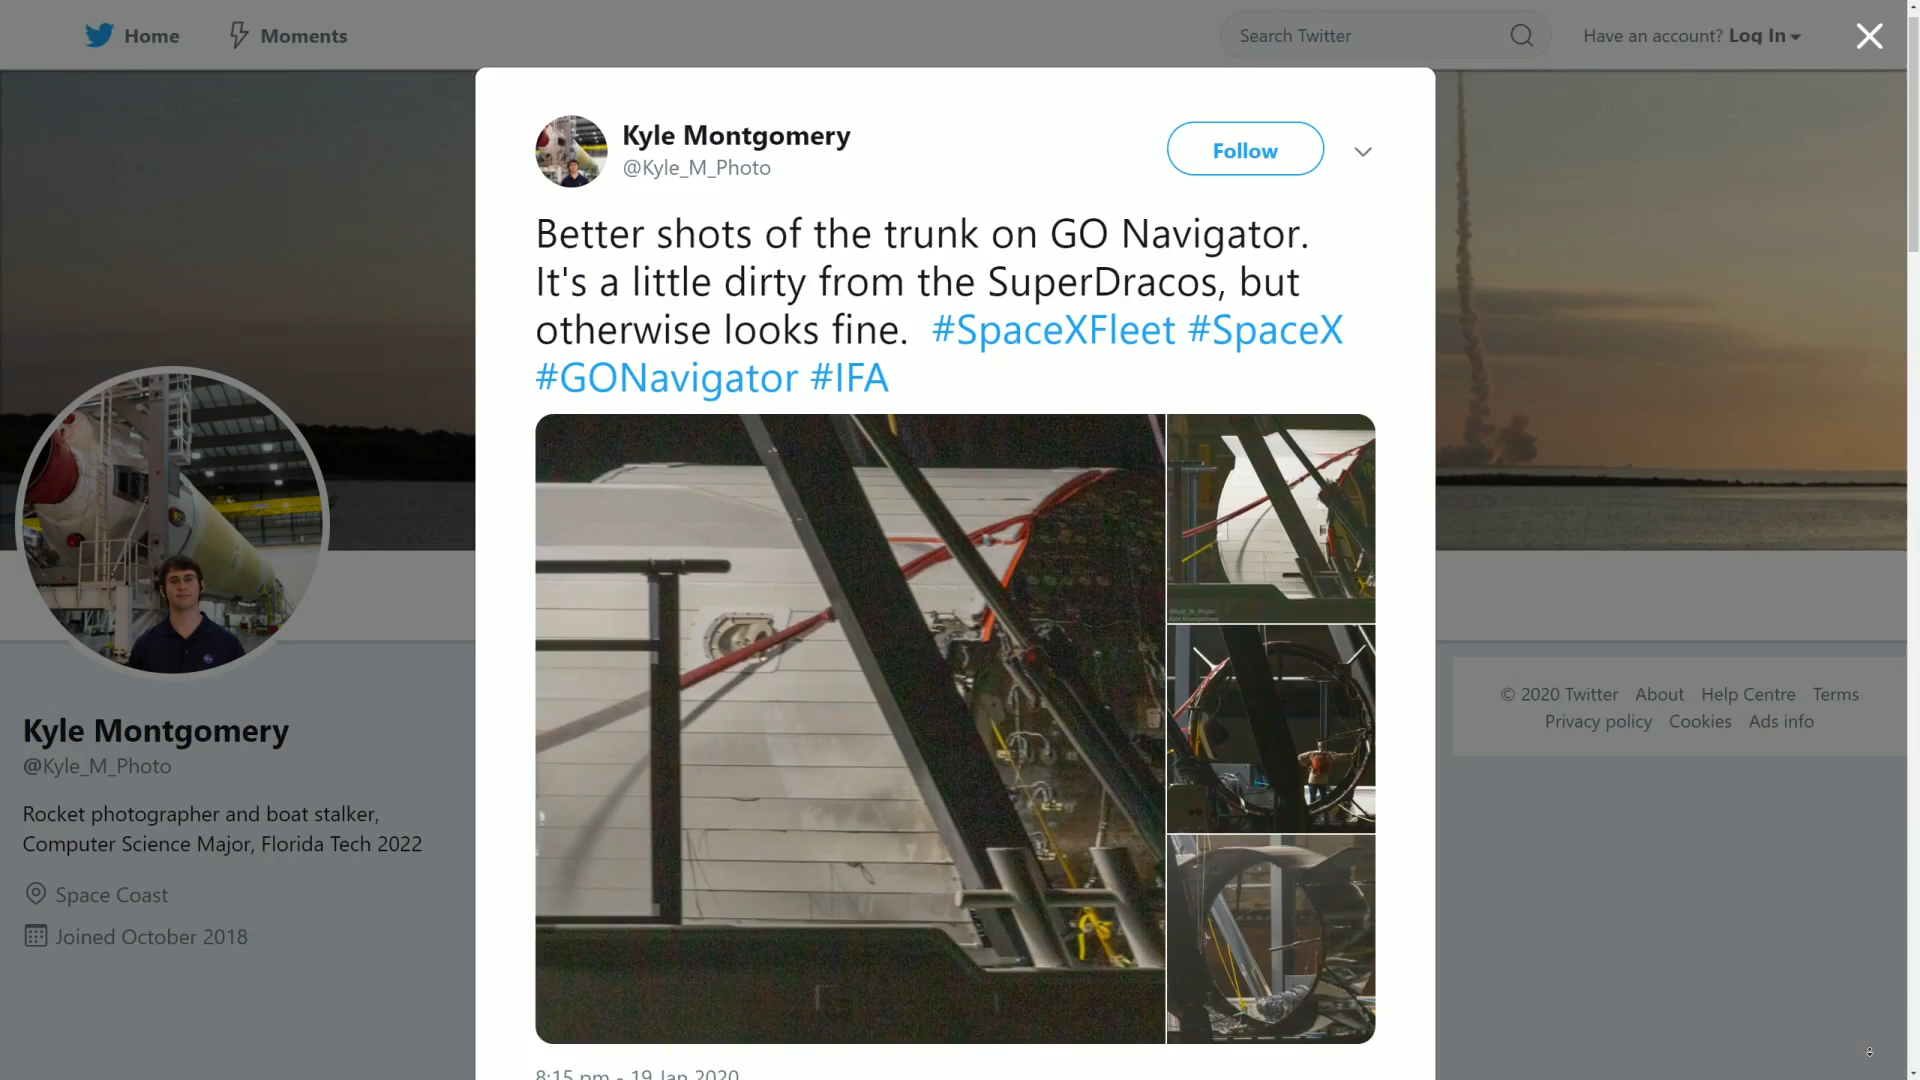 Home
Moments
Search Twitter
Have an account? Log In
Kyle Montgomery
@Kyle_M_Photo
Follow
Better shots of the trunk on GO Navigator.
It's a little dirty from the SuperDracos, but
otherwise looks fine. #SpaceXFleet #SpaceX
#GONavigator #IFA
8:15 pm - 19 Jan 2020
Kyle Montgomery
@Kyle_M_Photo
Rocket photographer and boat stalker,
Computer Science Major, Florida Tech 2022
Space Coast
Joined October 2018
© 2020 Twitter About Help Centre Terms
Privacy policy Cookies Ads info